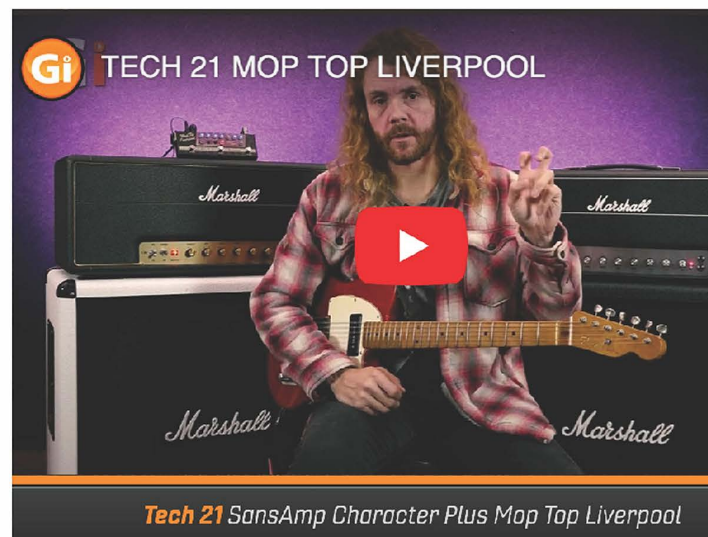 Gi TECH 21 MOP TOP LIVERPOOL
Marshall
Marshall
Marshall
Marshall
Tech 21 SansAmp Character Plus Mop Top Liverpool